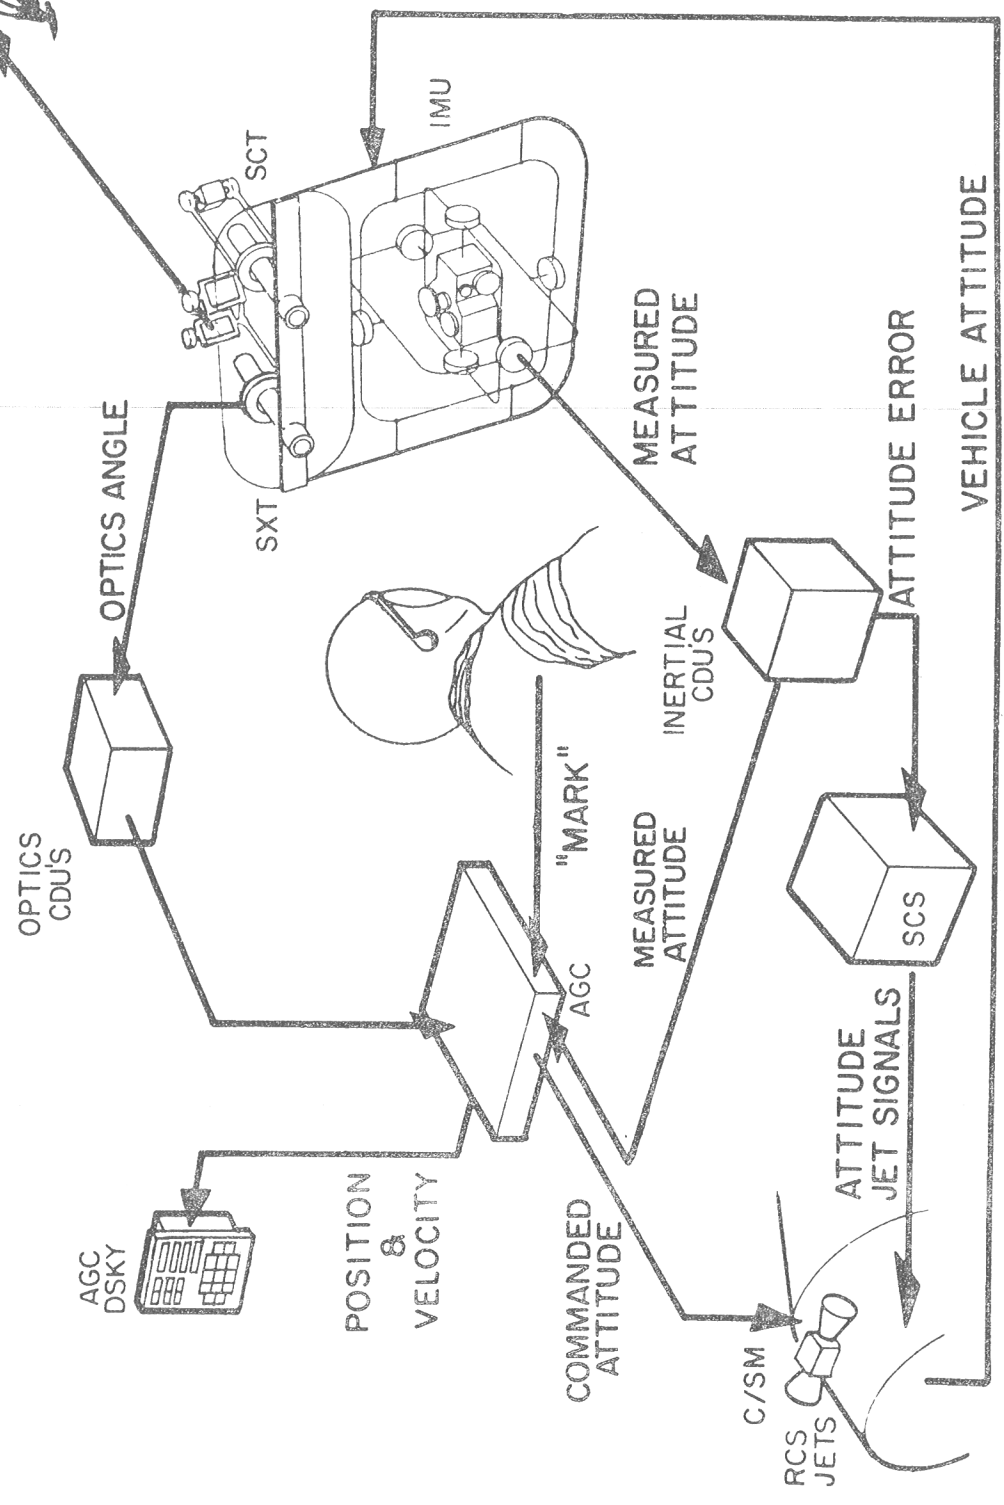 AGC
DSKY
OPTICS
CDU'S
OPTICS ANGLE
SXT
SCT
IMU
POSITION
&
VELOCITY
AGC
"MARK"
COMMANDED
ATTITUDE
MEASURED
ATTITUDE
INERTIAL
CDU'S
MEASURED
ATTITUDE
C/SM
RCS
JETS
ATTITUDE
JET SIGNALS
SCS
ATTITUDE ERROR
VEHICLE ATTITUDE